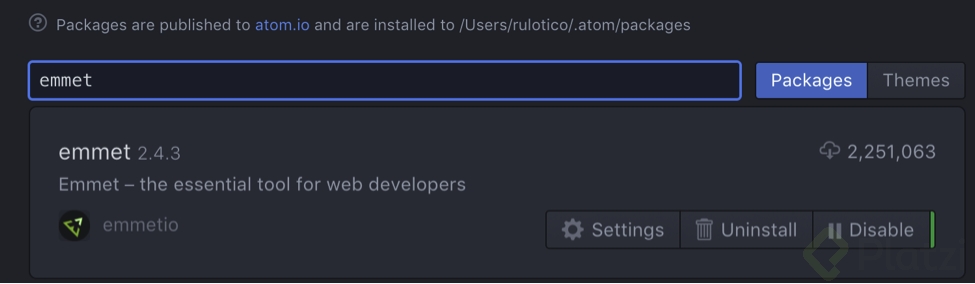 Packages are published to atom.io and are installed to /Users/rulotico/.atom/packages
emmet
Packages Themes
emmet 2.4.3
2,251,063
Emmet – the essential tool for web developers
emmetio
Settings Uninstall Disable
Platzi